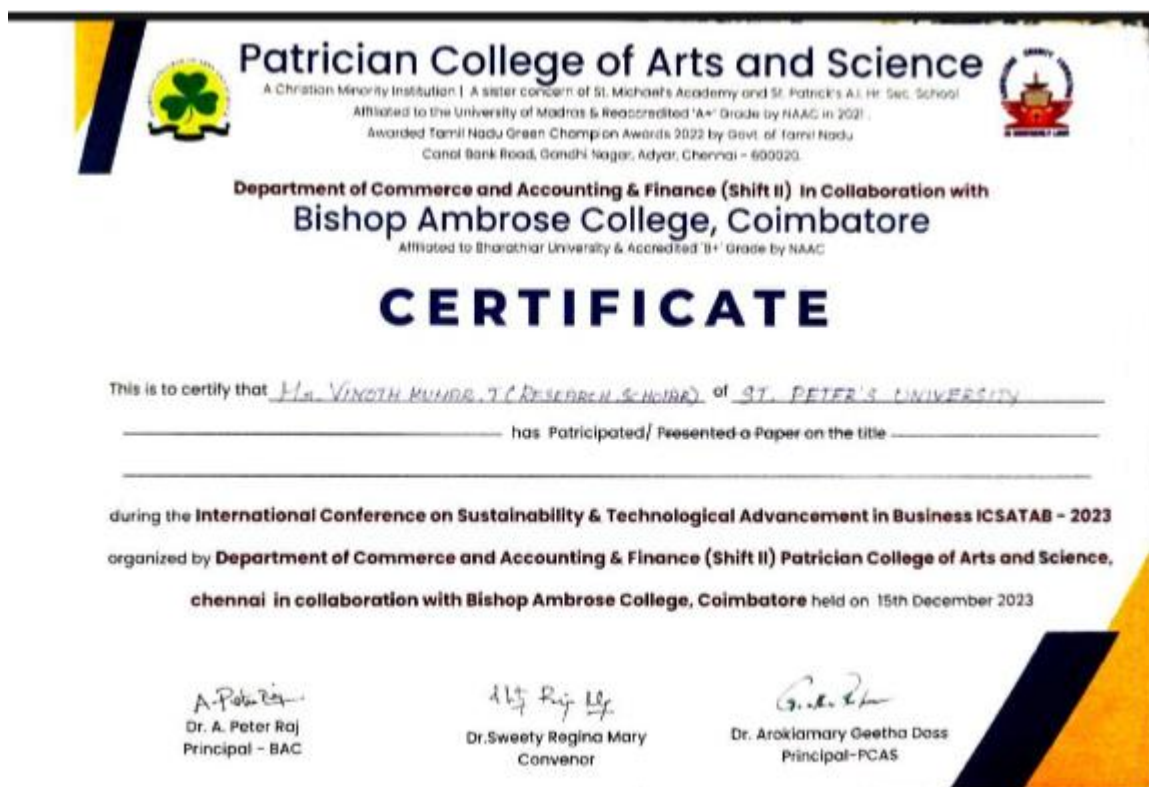 Patrician College of Arts and Science
A Christian Minority Institution | A sister concern of St. Michael's Academy and St. Patrick's A.I. Hr. Sec. School
Affiliated to the University of Madras & Reaccredited 'A+' Grade by NAAC in 2021.
Awarded Tamil Nadu Green Champion Awards 2022 by Govt. of Tamil Nadu
Canal Bank Road, Gandhi Nagar, Adyar, Chennai - 600020.
Department of Commerce and Accounting & Finance (Shift II) In Collaboration with
Bishop Ambrose College, Coimbatore
Affiliated to Bharathiar University & Accredited 'B+' Grade by NAAC
CERTIFICATE
This is to certify that Mr. VINOTH KUMAR. T (RESEARCH SCHOLAR) of ST. PETER'S UNIVERSITY
has Patricipated/ Presented a Paper on the title
during the International Conference on Sustainability & Technological Advancement in Business ICSATAB - 2023
organized by Department of Commerce and Accounting & Finance (Shift II) Patrician College of Arts and Science,
chennai in collaboration with Bishop Ambrose College, Coimbatore held on 15th December 2023
A. Peter Raj
Dr. A. Peter Raj
Principal - BAC
Dr.Sweety Regina Mary
Convenor
Dr. Arokiamary Geetha Doss
Principal-PCAS